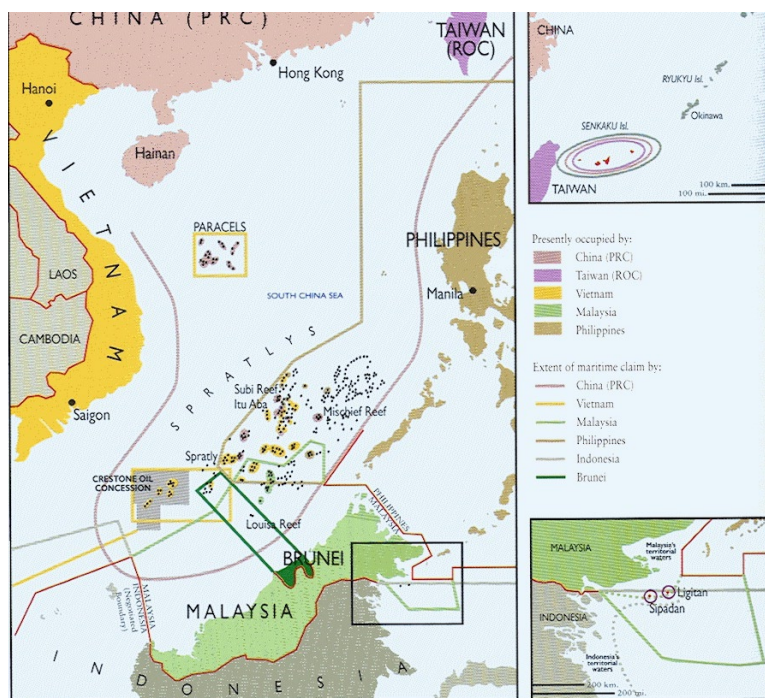 CHINA (PRC)
TAIWAN
(ROC)
Hong Kong
Hanoi
VIETNAM
Hainan
LAOS
CAMBODIA
Saigon
PARACELS
SOUTH CHINA SEA
PHILIPPINES
Manila
SPRATLYS
Subi Reef
Itu Aba
Mischief Reef
Spratly
CRESTONE OIL
CONCESSION
Louisa Reef
PHILIPPINES
MALAYSIA
BRUNEI
MALAYSIA
MALAYSIA
INDONESIA
(Negotiated
Boundary)
INDONESIA
CHINA
RYUKYU Isl.
Okinawa
SENKAKU Isl.
TAIWAN
100 km.
100 mi.
Presently occupied by:
China (PRC)
Taiwan (ROC)
Vietnam
Malaysia
Philippines
Extent of maritime claim by:
China (PRC)
Vietnam
Malaysia
Philippines
Indonesia
Brunei
MALAYSIA
Malaysia's
territorial
waters
Ligitan
Sipadan
INDONESIA
Indonesia's
territorial
waters
200 km.
200 mi.